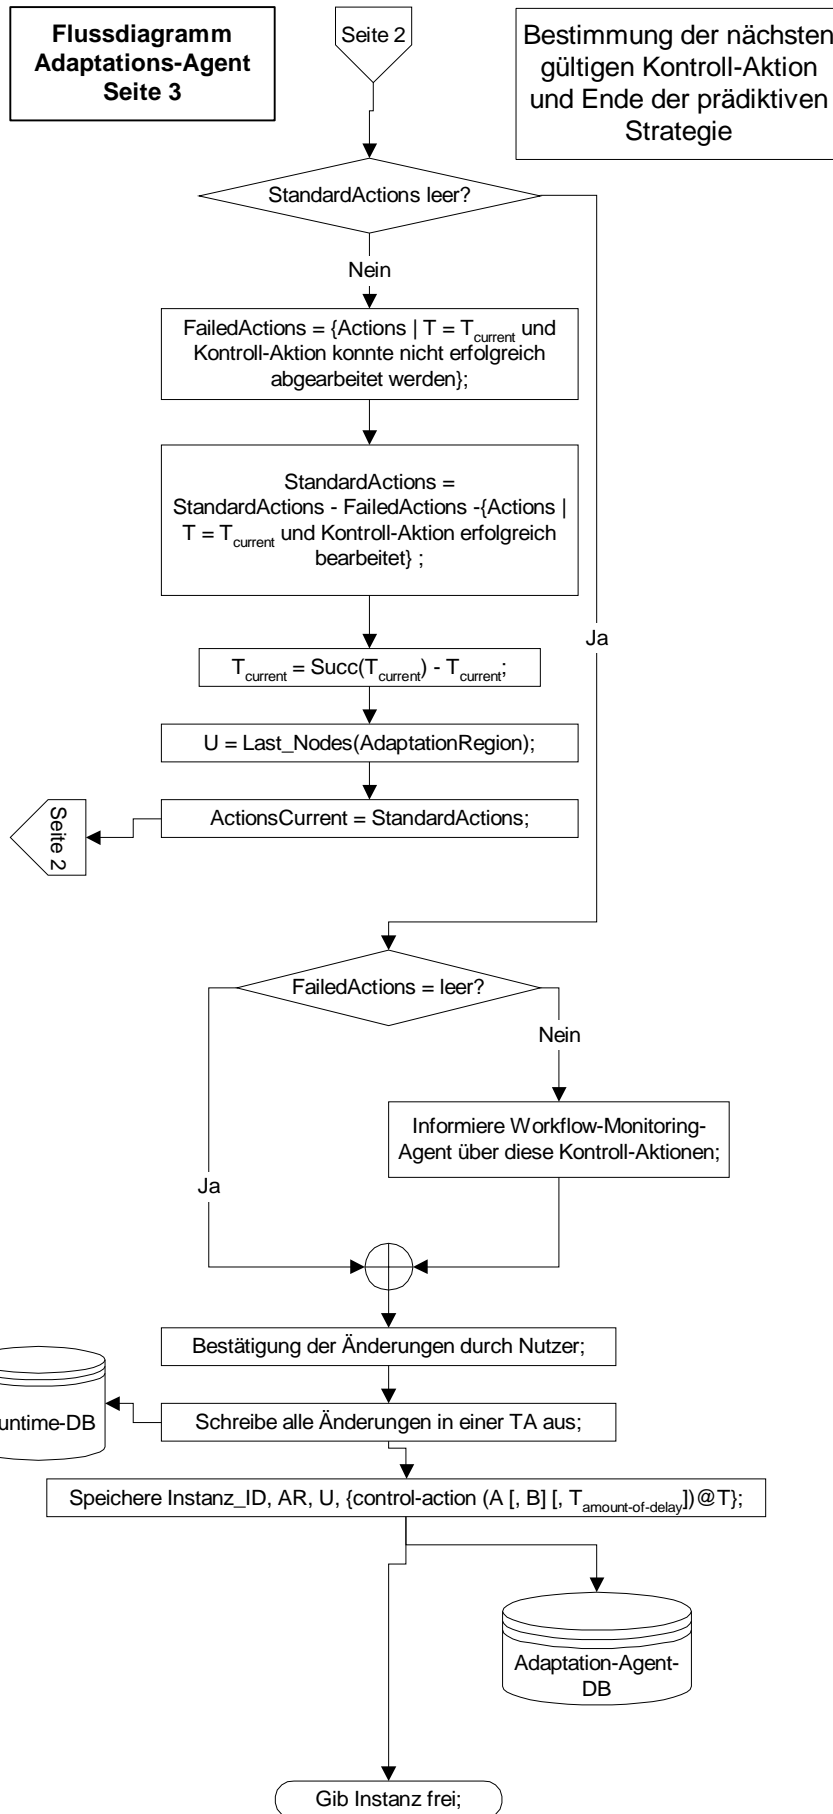 Flussdiagramm
Adaptations-Agent
Seite 3
Seite 2
Bestimmung der nächsten
gültigen Kontroll-Aktion
und Ende der prädiktiven
Strategie
StandardActions leer?
Nein
FailedActions = {Actions | T = Tcurrent und
Kontroll-Aktion konnte nicht erfolgreich
abgearbeitet werden};
StandardActions =
StandardActions - FailedActions -{Actions |
T = Tcurrent und Kontroll-Aktion erfolgreich
bearbeitet} ;
Ja
Tcurrent = Succ(Tcurrent) - Tcurrent;
U = Last_Nodes(AdaptationRegion);
ActionsCurrent = StandardActions;
Seite 2
FailedActions = leer?
Nein
Informiere Workflow-Monitoring-
Agent über diese Kontroll-Aktionen;
Ja
Bestätigung der Änderungen durch Nutzer;
Schreibe alle Änderungen in einer TA aus;
untime-DB
Speichere Instanz_ID, AR, U, {control-action (A [, B] [, Tamount-of-delay])@T};
Adaptation-Agent-
DB
Gib Instanz frei;